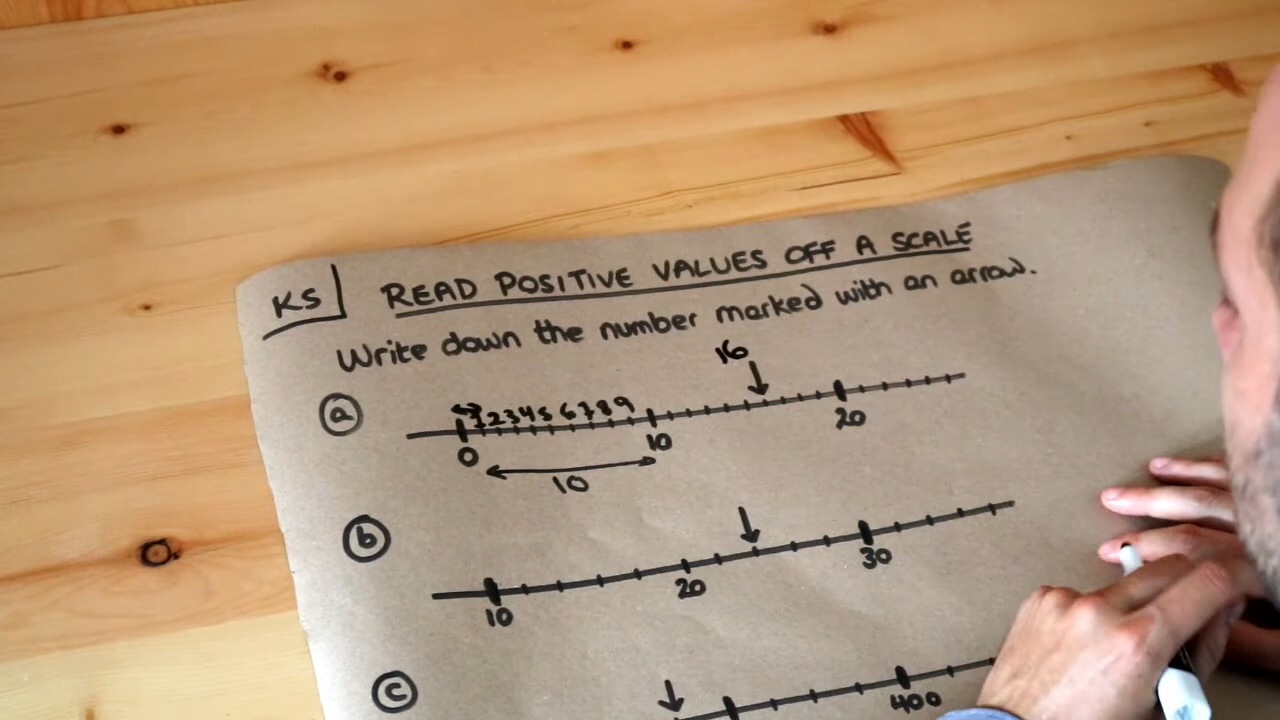 KS READ POSITIVE VALUES OFF A SCALE
Write down the number marked with an arrow.
16
a 1 2 3 4 5 6 7 8 9
0 10 20
10
b
10 20 30
c
400